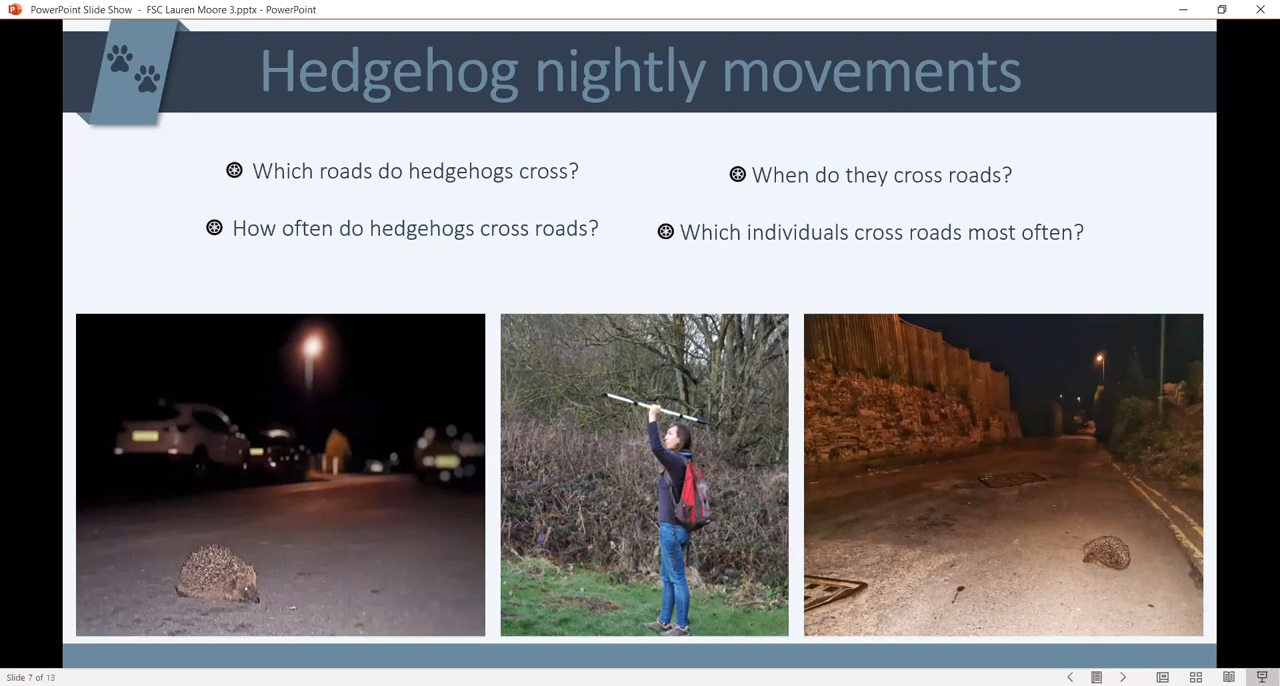 PowerPoint Slide Show - FSC Lauren Moore 3.pptx - PowerPoint
Hedgehog nightly movements
Which roads do hedgehogs cross?
When do they cross roads?
How often do hedgehogs cross roads?
Which individuals cross roads most often?
Slide 7 of 13